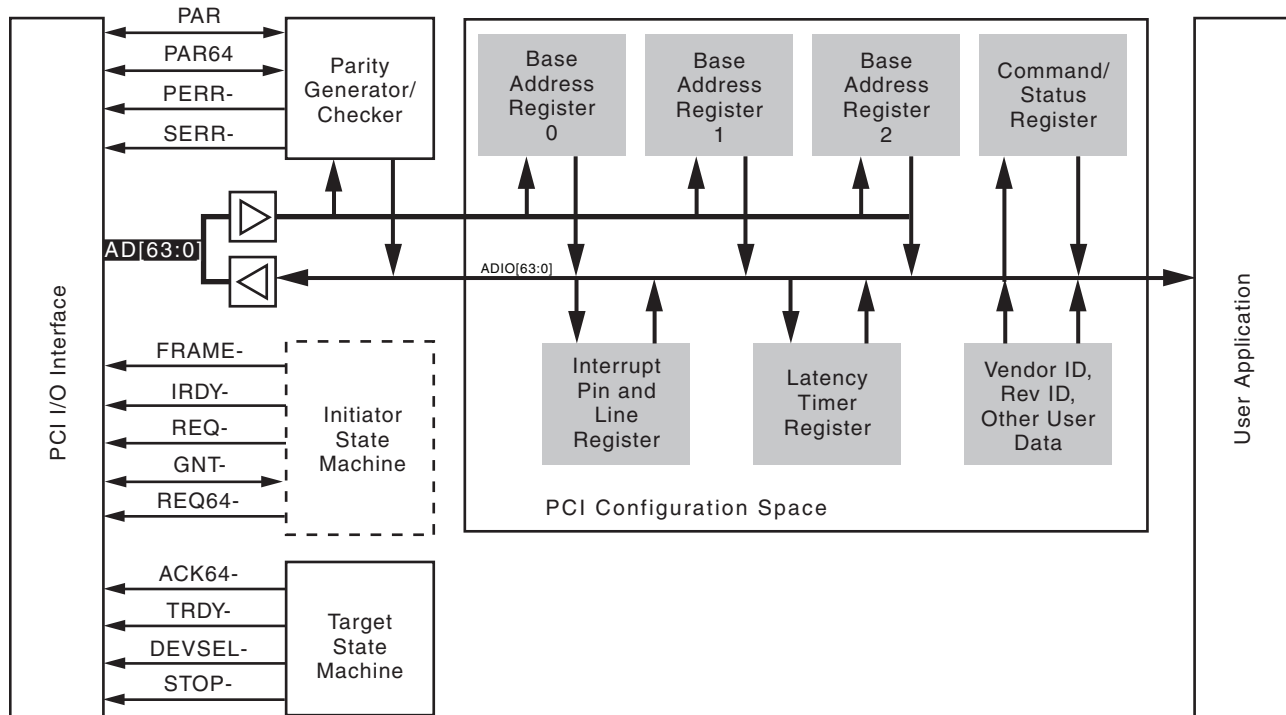 PAR
PAR64
PERR-
SERR-
Parity
Generator/
Checker
Base
Address
Register
0
Base
Address
Register
1
Base
Address
Register
2
Command/
Status
Register
AD[63:0]
ADIO[63:0]
PCI I/O Interface
User Application
FRAME-
IRDY-
REQ-
GNT-
REQ64-
Initiator
State
Machine
Interrupt
Pin and
Line
Register
Latency
Timer
Register
Vendor ID,
Rev ID,
Other User
Data
PCI Configuration Space
ACK64-
TRDY-
DEVSEL-
STOP-
Target
State
Machine